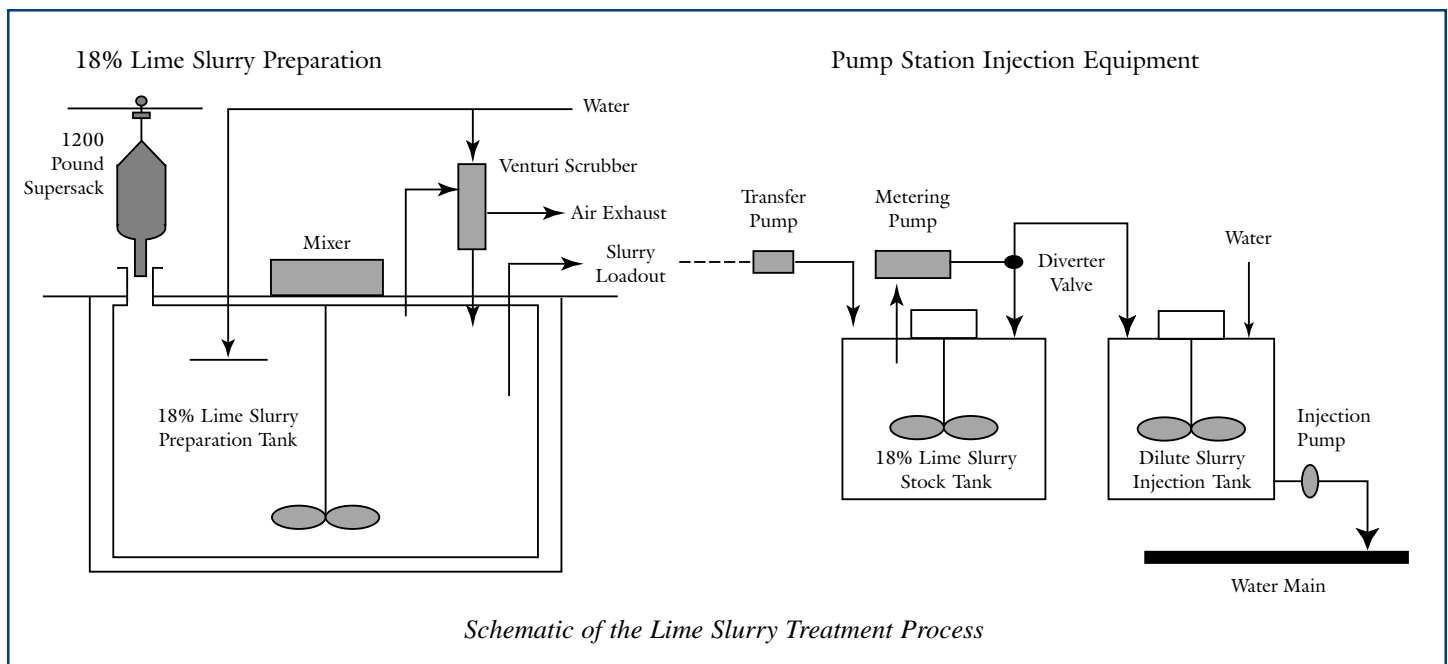 18% Lime Slurry Preparation
Pump Station Injection Equipment
1200
Pound
Supersack
Water
Venturi Scrubber
Air Exhaust
Mixer
Slurry
Loadout
18% Lime Slurry
Preparation Tank
Transfer
Pump
Metering
Pump
Diverter
Valve
Water
18% Lime Slurry
Stock Tank
Dilute Slurry
Injection Tank
Injection
Pump
Water Main
Schematic of the Lime Slurry Treatment Process